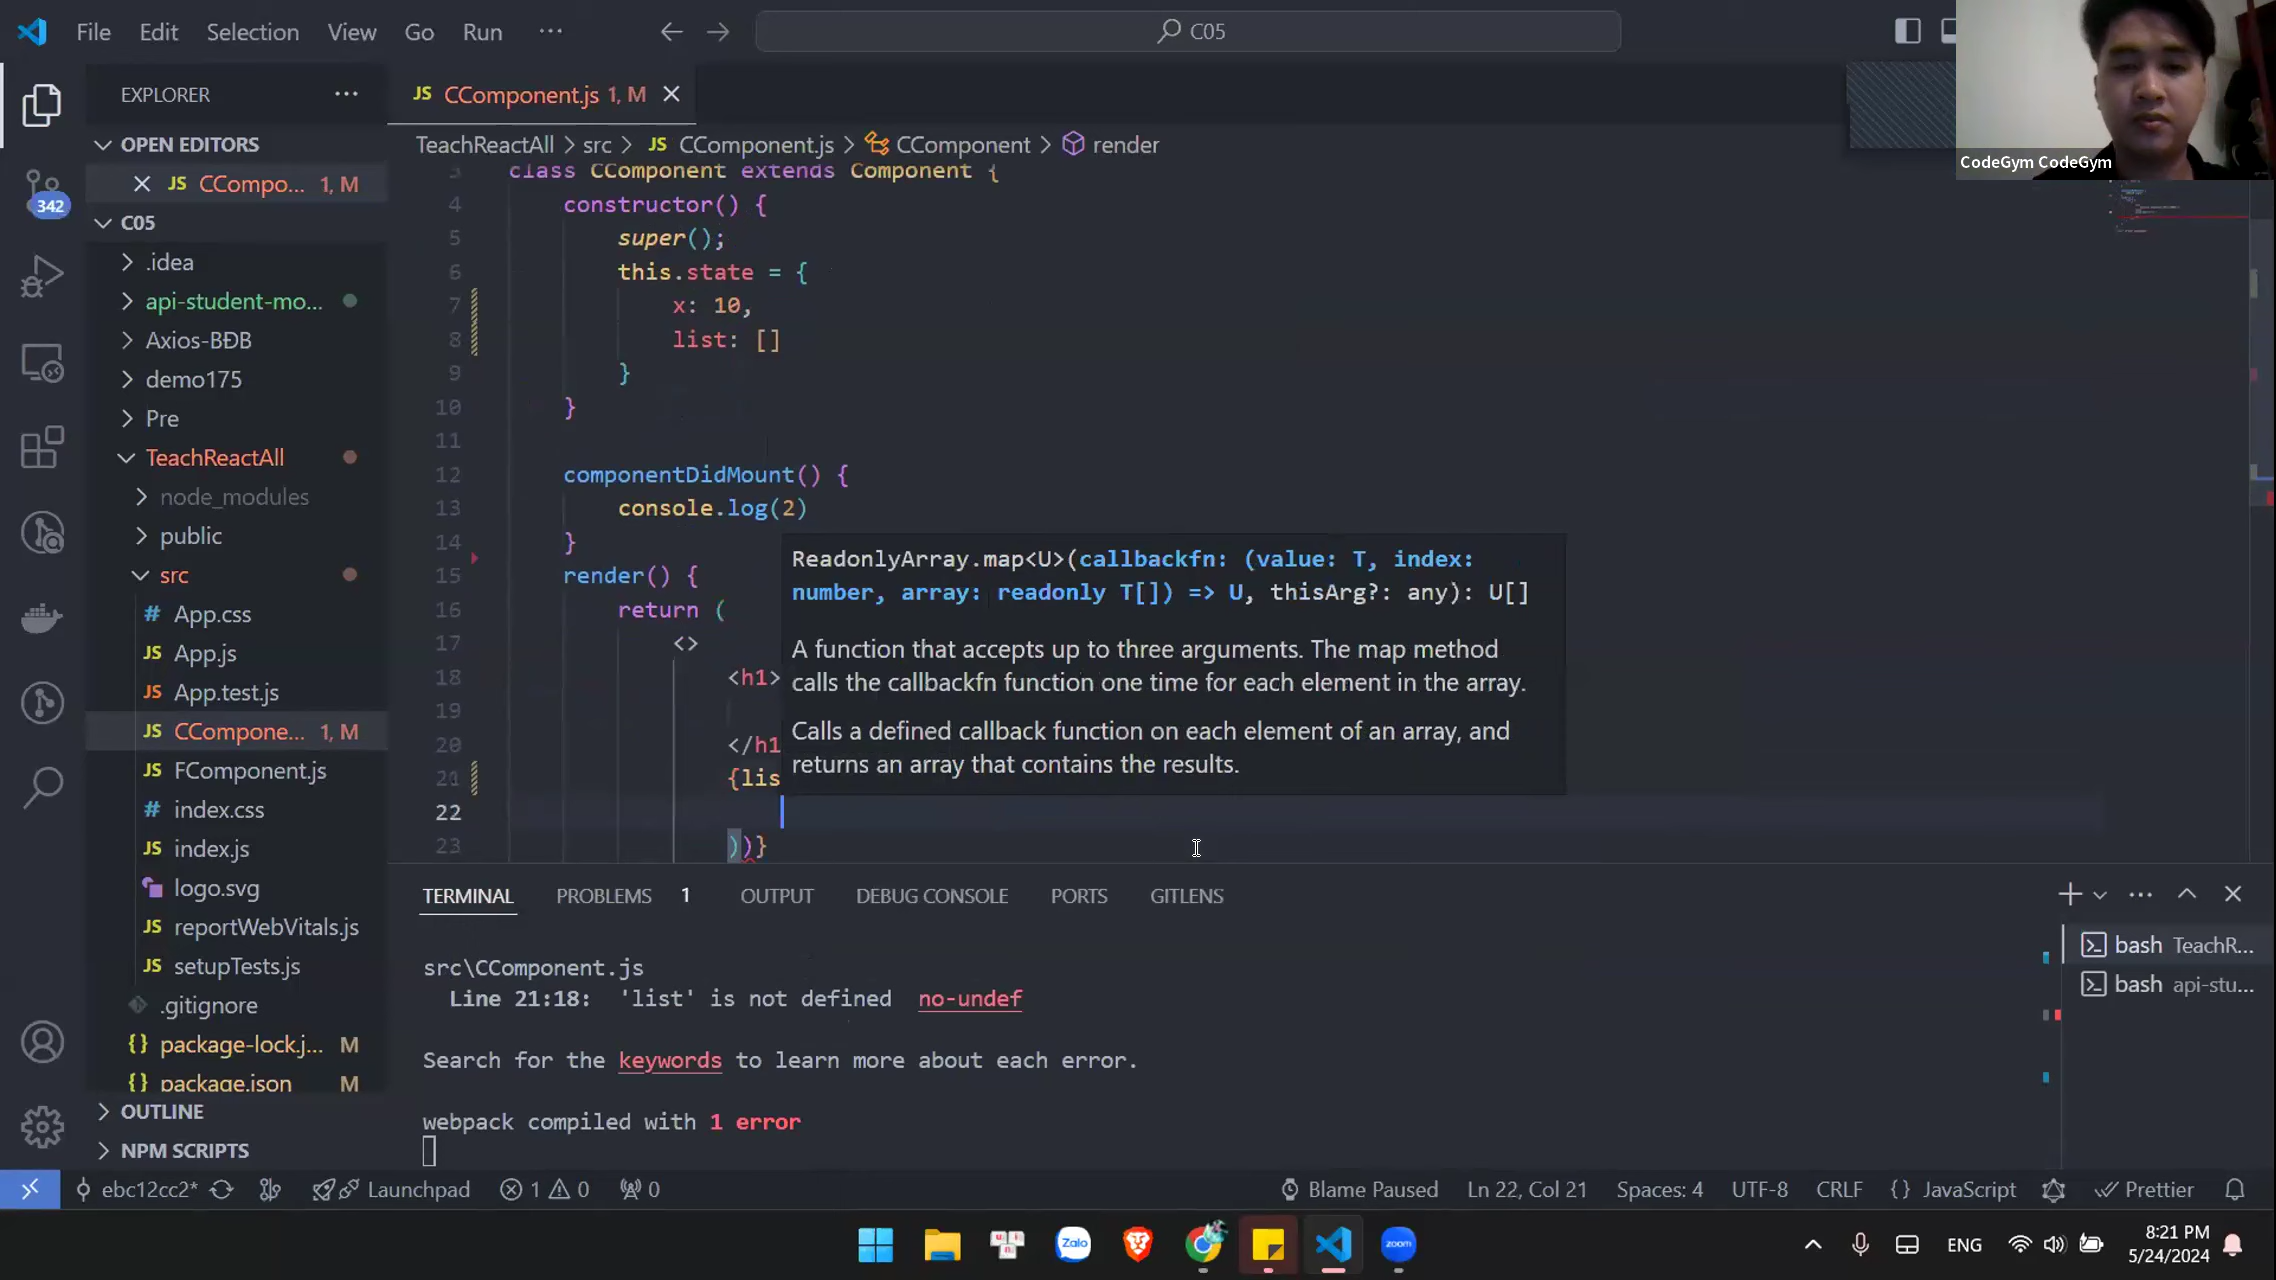 File Edit Selection View Go Run ··· C05
EXPLORER ···
OPEN EDITORS
JS CCompo... 1, M
C05
.idea
api-student-mo...
Axios-BĐB
demo175
Pre
TeachReactAll
node_modules
public
src
# App.css
JS App.js
JS App.test.js
JS CCompone... 1, M
JS FComponent.js
# index.css
JS index.js
logo.svg
JS reportWebVitals.js
JS setupTests.js
.gitignore
{} package-lock.j... M
{} package.json M
OUTLINE
NPM SCRIPTS
342
JS CComponent.js 1, M
TeachReactAll > src > JS CComponent.js > CComponent > render
CodeGym CodeGym
3 class CComponent extends Component {
4 constructor() {
5 super();
6 this.state = {
7 x: 10,
8 list: []
9 }
10 }
11
12 componentDidMount() {
13 console.log(2)
14 }
15 render() {
16 return (
17 <>
18 <h1>
19
20 </h1
21 {lis
22
23 ))}
ReadonlyArray.map<U>(callbackfn: (value: T, index:
number, array: readonly T[]) => U, thisArg?: any): U[]
A function that accepts up to three arguments. The map method
calls the callbackfn function one time for each element in the array.
Calls a defined callback function on each element of an array, and
returns an array that contains the results.
TERMINAL PROBLEMS 1 OUTPUT DEBUG CONSOLE PORTS GITLENS
src\CComponent.js
Line 21:18: 'list' is not defined no-undef
Search for the keywords to learn more about each error.
webpack compiled with 1 error
bash TeachR...
bash api-stu...
ebc12cc2* Launchpad 1 0 0 Blame Paused Ln 22, Col 21 Spaces: 4 UTF-8 CRLF {} JavaScript Prettier
Zalo zoom ENG 8:21 PM
5/24/2024